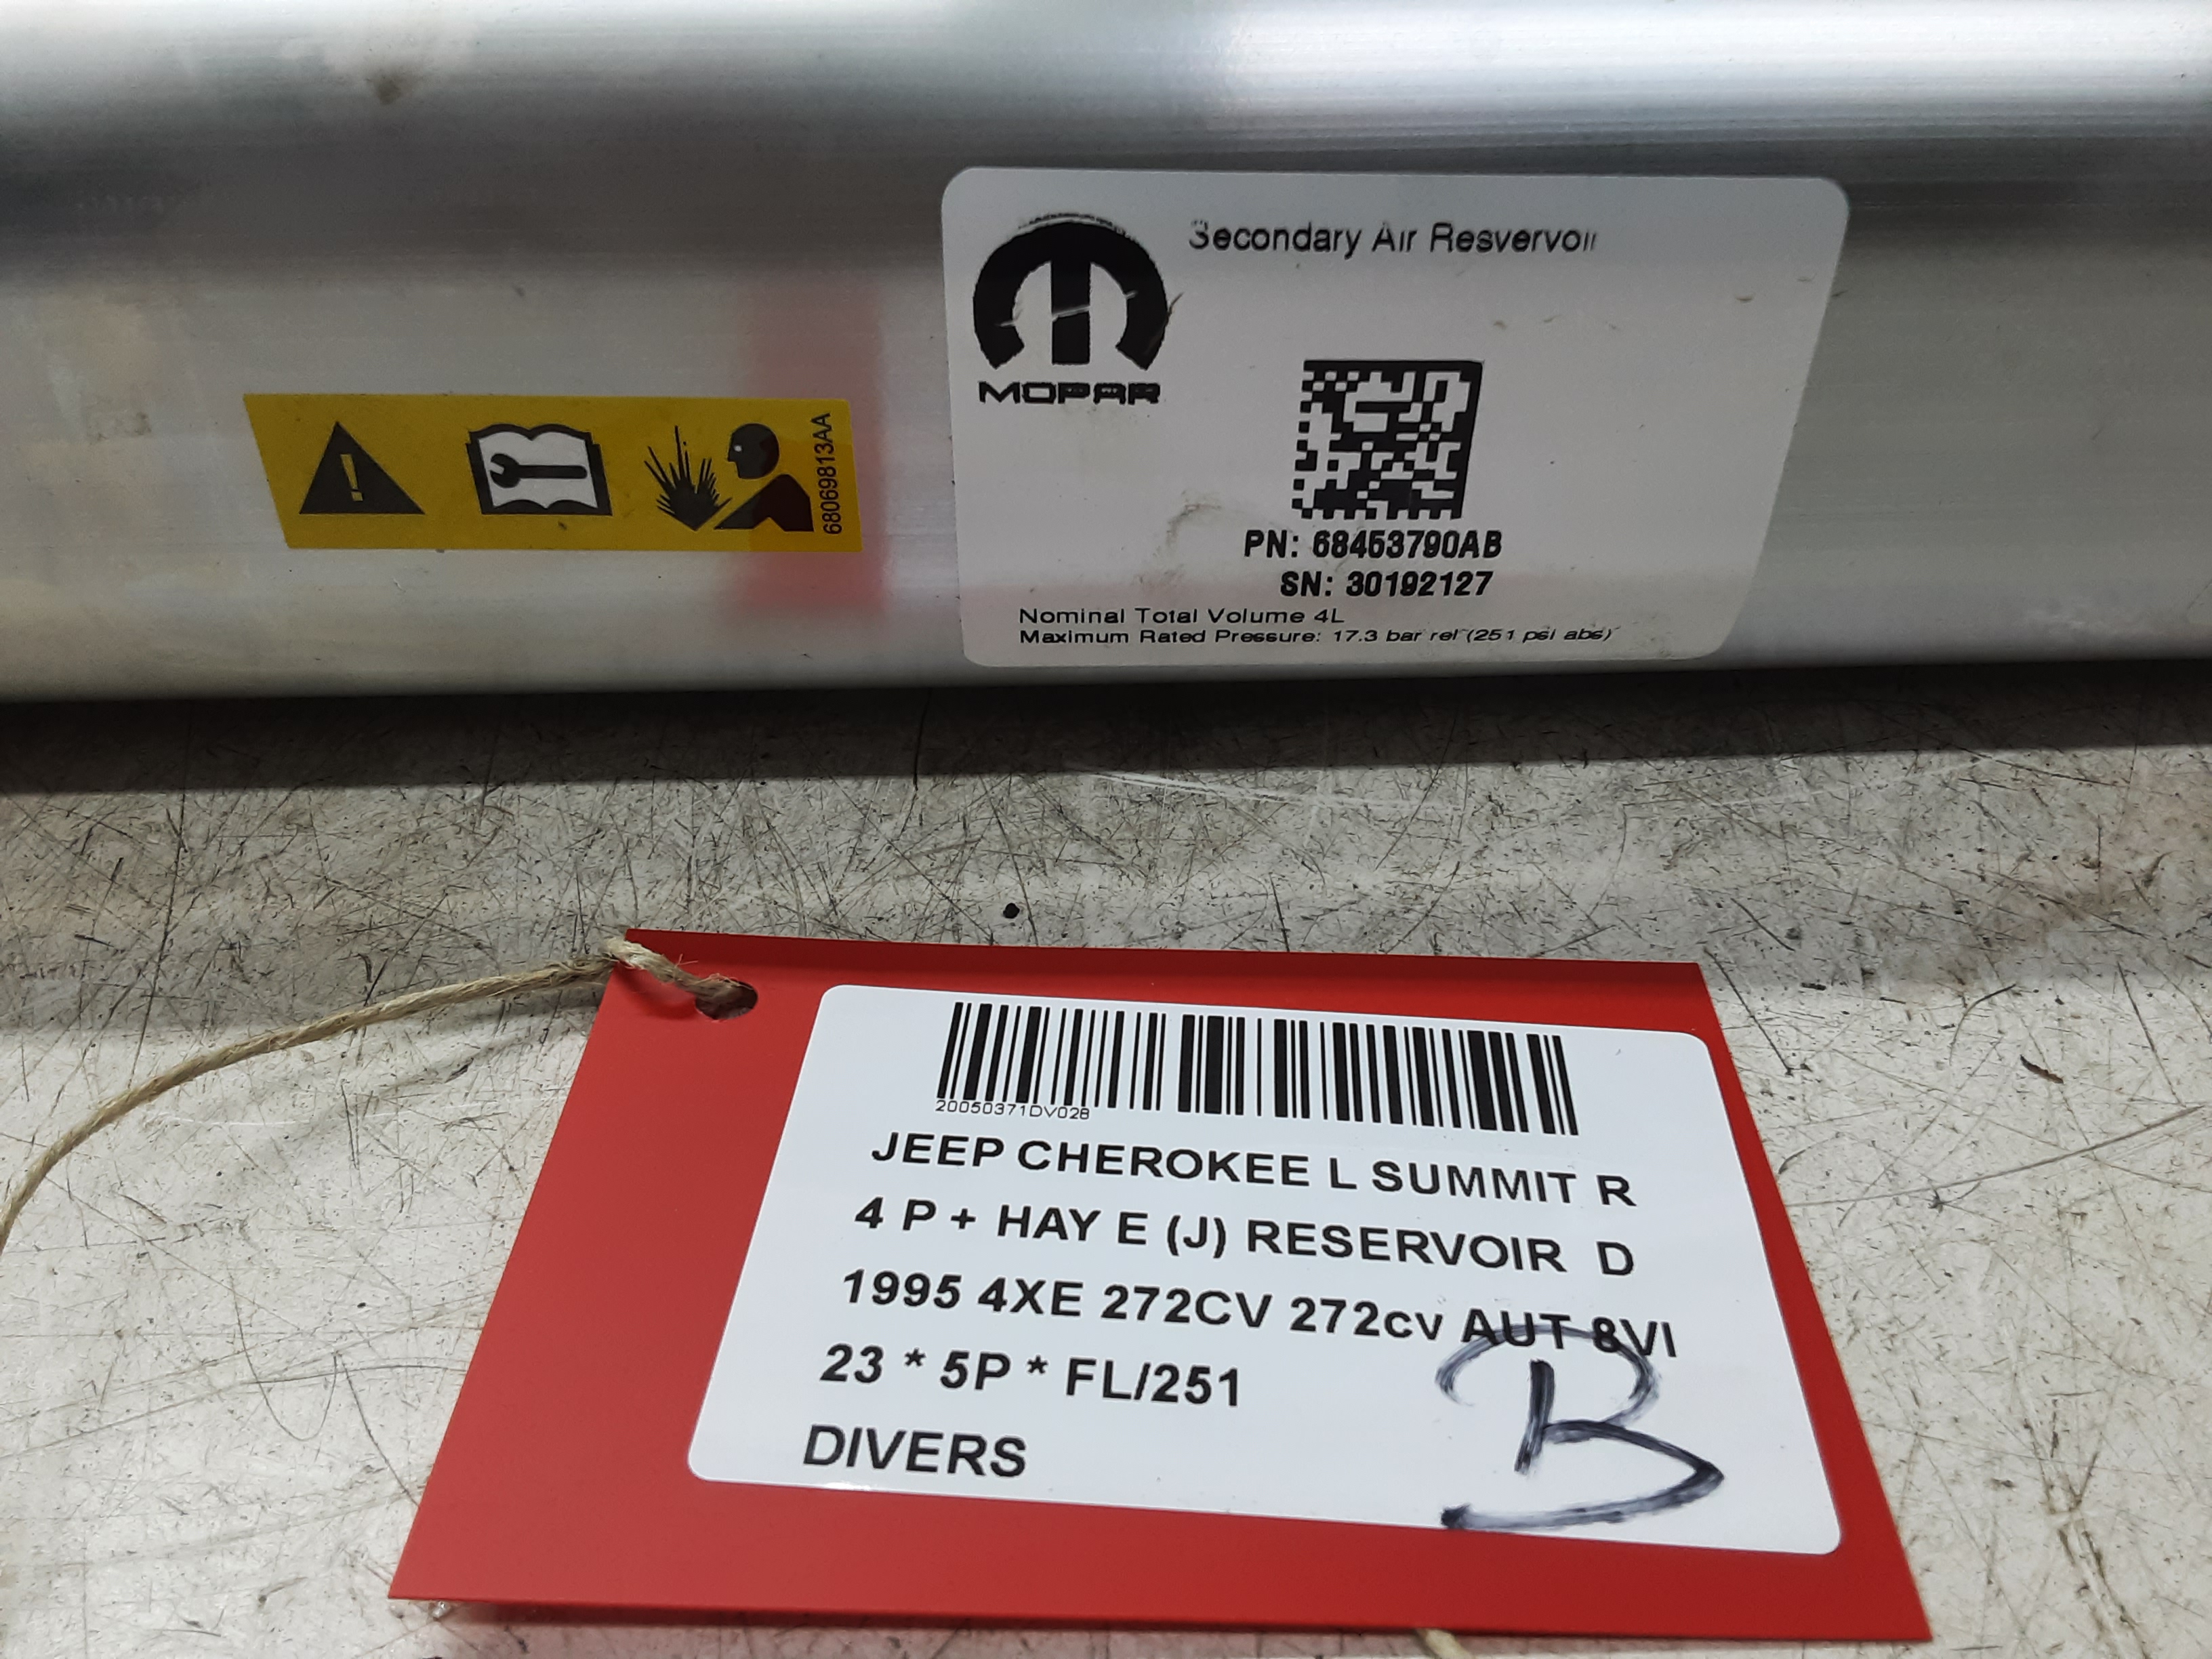 Secondary Air Resvervoir
MOPAR
68069813AA
PN: 68453790AB
SN: 30192127
Nominal Total Volume 4L
Maximum Rated Pressure: 17.3 bar rel (251 psi abs)
20050371DV028
JEEP CHEROKEE L SUMMIT R
4 P + HAY E (J) RESERVOIR D
1995 4XE 272CV 272cv AUT 8VI
23 * 5P * FL/251
DIVERS
B